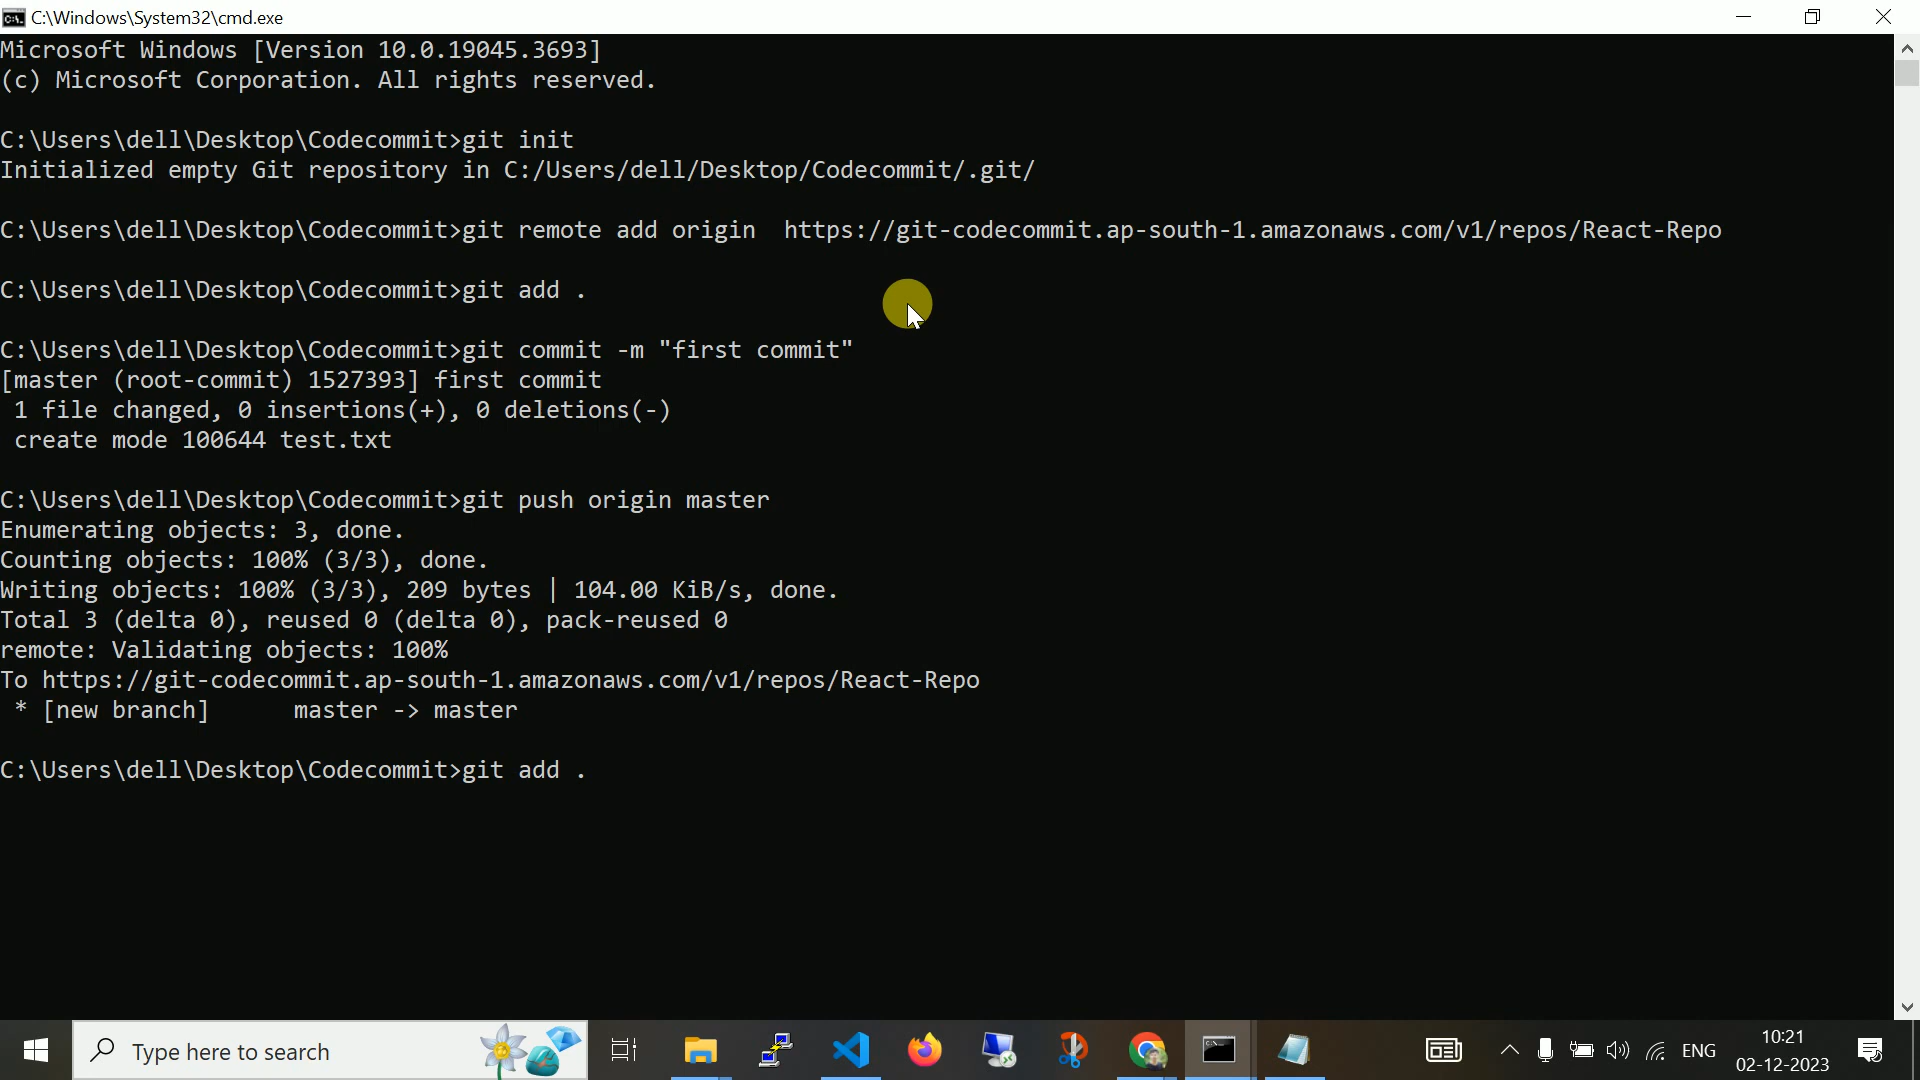 C:\Windows\System32\cmd.exe
Microsoft Windows [Version 10.0.19045.3693]
(c) Microsoft Corporation. All rights reserved.
C:\Users\dell\Desktop\Codecommit>git init
Initialized empty Git repository in C:/Users/dell/Desktop/Codecommit/.git/
C:\Users\dell\Desktop\Codecommit>git remote add origin  https://git-codecommit.ap-south-1.amazonaws.com/v1/repos/React-Repo
C:\Users\dell\Desktop\Codecommit>git add .
C:\Users\dell\Desktop\Codecommit>git commit -m "first commit"
[master (root-commit) 1527393] first commit
 1 file changed, 0 insertions(+), 0 deletions(-)
 create mode 100644 test.txt
C:\Users\dell\Desktop\Codecommit>git push origin master
Enumerating objects: 3, done.
Counting objects: 100% (3/3), done.
Writing objects: 100% (3/3), 209 bytes | 104.00 KiB/s, done.
Total 3 (delta 0), reused 0 (delta 0), pack-reused 0
remote: Validating objects: 100%
To https://git-codecommit.ap-south-1.amazonaws.com/v1/repos/React-Repo
 * [new branch]      master -> master
C:\Users\dell\Desktop\Codecommit>git add .
Type here to search
ENG
10:21
02-12-2023